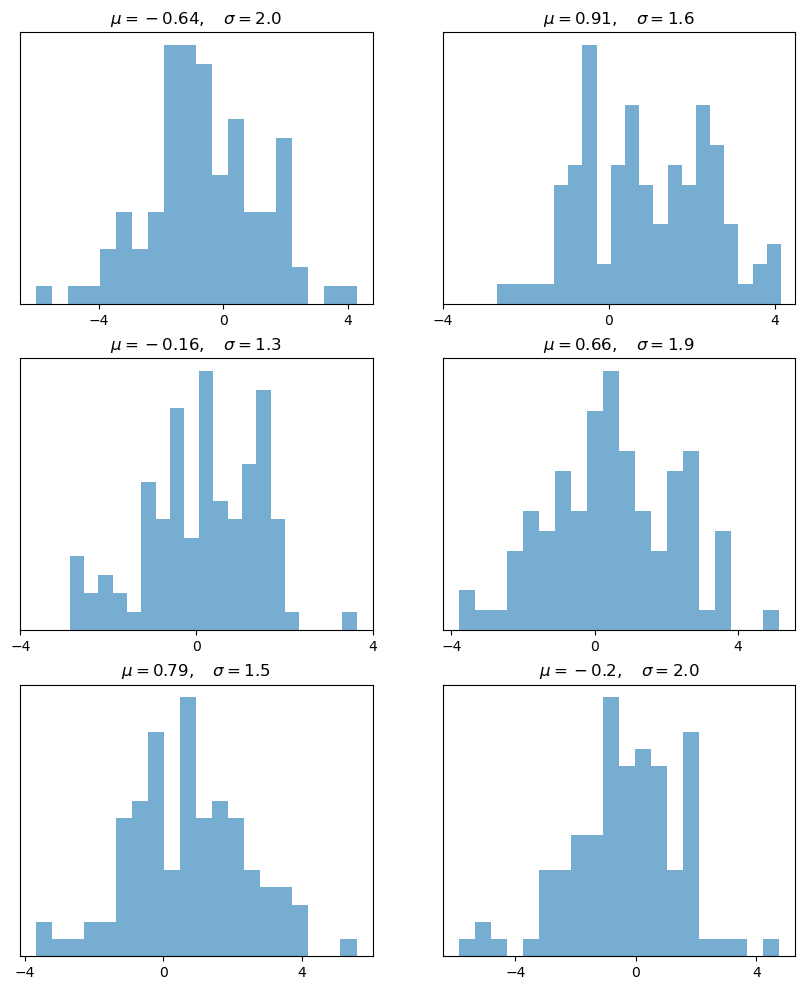 μ = −0.64, σ = 2.0
μ = 0.91, σ = 1.6
−4 0 4
−4 0 4
μ = −0.16, σ = 1.3
μ = 0.66, σ = 1.9
−4 0 4
−4 0 4
μ = 0.79, σ = 1.5
μ = −0.2, σ = 2.0
−4 0 4
−4 0 4